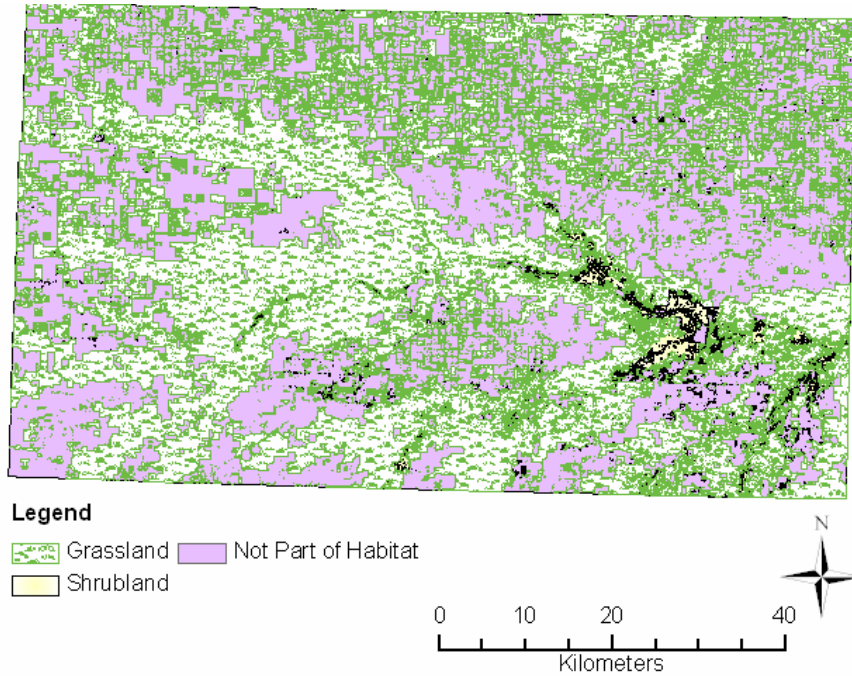 Legend
Grassland
Not Part of Habitat
Shrubland
N
0 10 20 40
Kilometers